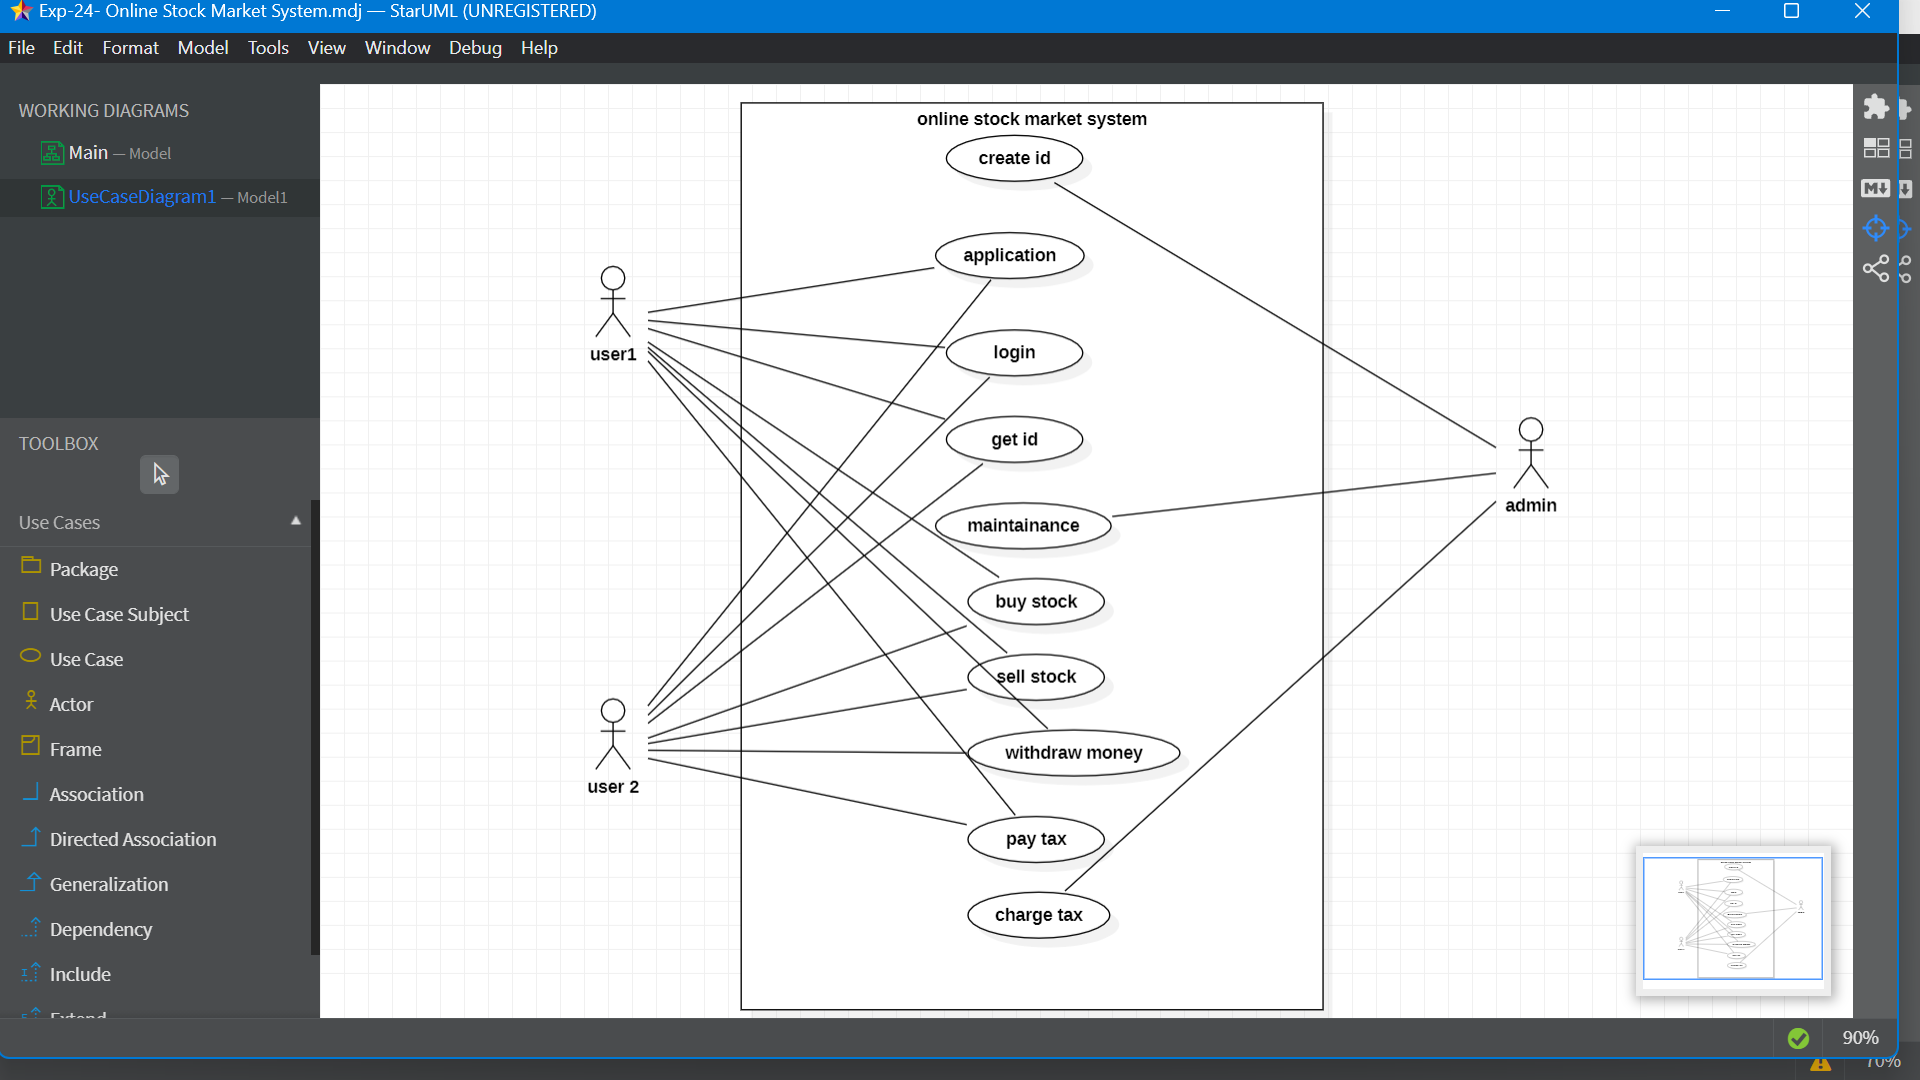 Exp-24- Online Stock Market System.mdj — StarUML (UNREGISTERED)
File Edit Format Model Tools View Window Debug Help
WORKING DIAGRAMS
Main — Model
UseCaseDiagram1 — Model1
TOOLBOX
Use Cases
Package
Use Case Subject
Use Case
Actor
Frame
Association
Directed Association
Generalization
Dependency
Include
Extend
online stock market system
create id
application
login
get id
maintainance
buy stock
sell stock
withdraw money
pay tax
charge tax
user1
user 2
admin
M
90%
70%